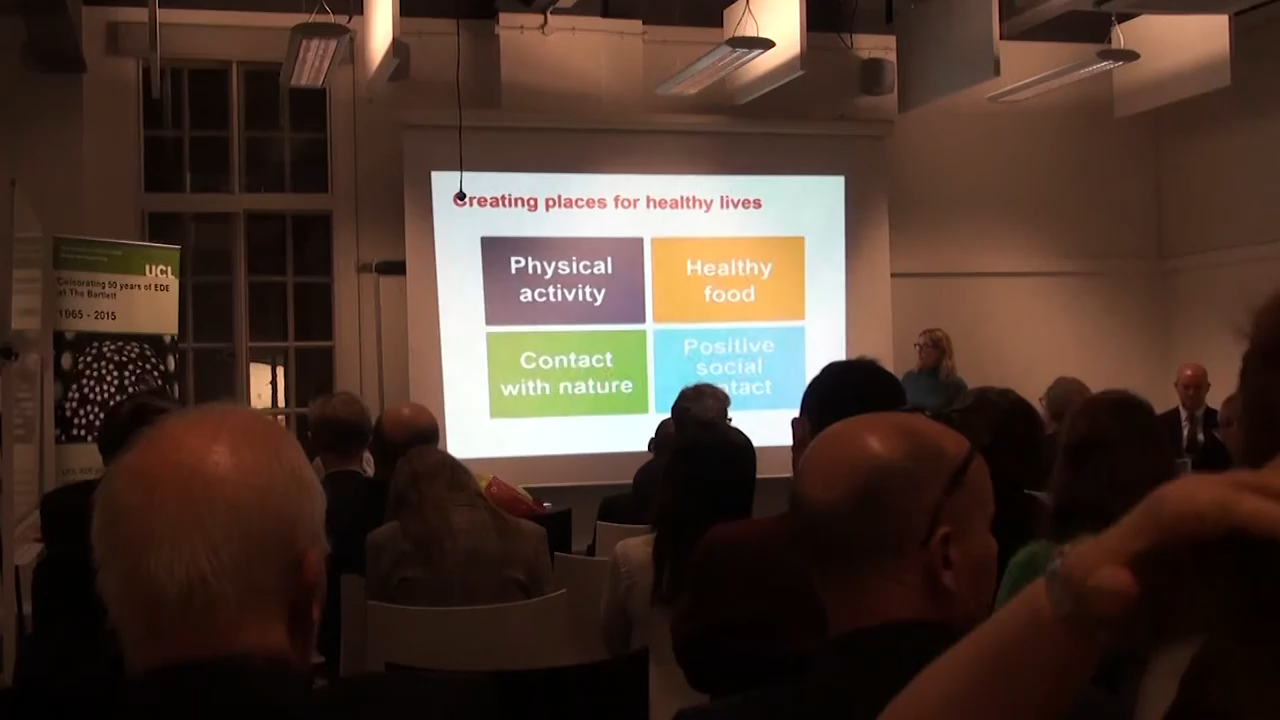 Creating places for healthy lives
Physical
activity
Healthy
food
Contact
with nature
Positive
social
UCL
Celebrating 50 years of EDE
at The Bartlett
1965 - 2015
UCL